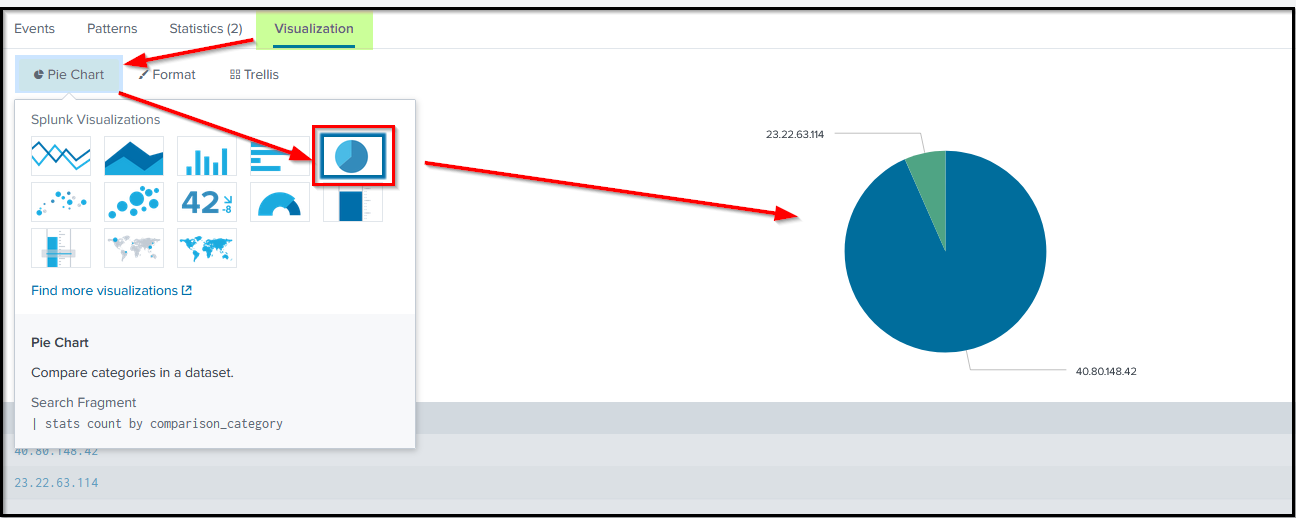 Events Patterns Statistics (2) Visualization
Pie Chart Format Trellis
Splunk Visualizations
42 -8
Find more visualizations
Pie Chart
Compare categories in a dataset.
Search Fragment
| stats count by comparison_category
23.22.63.114
40.80.148.42
40.80.148.42
23.22.63.114